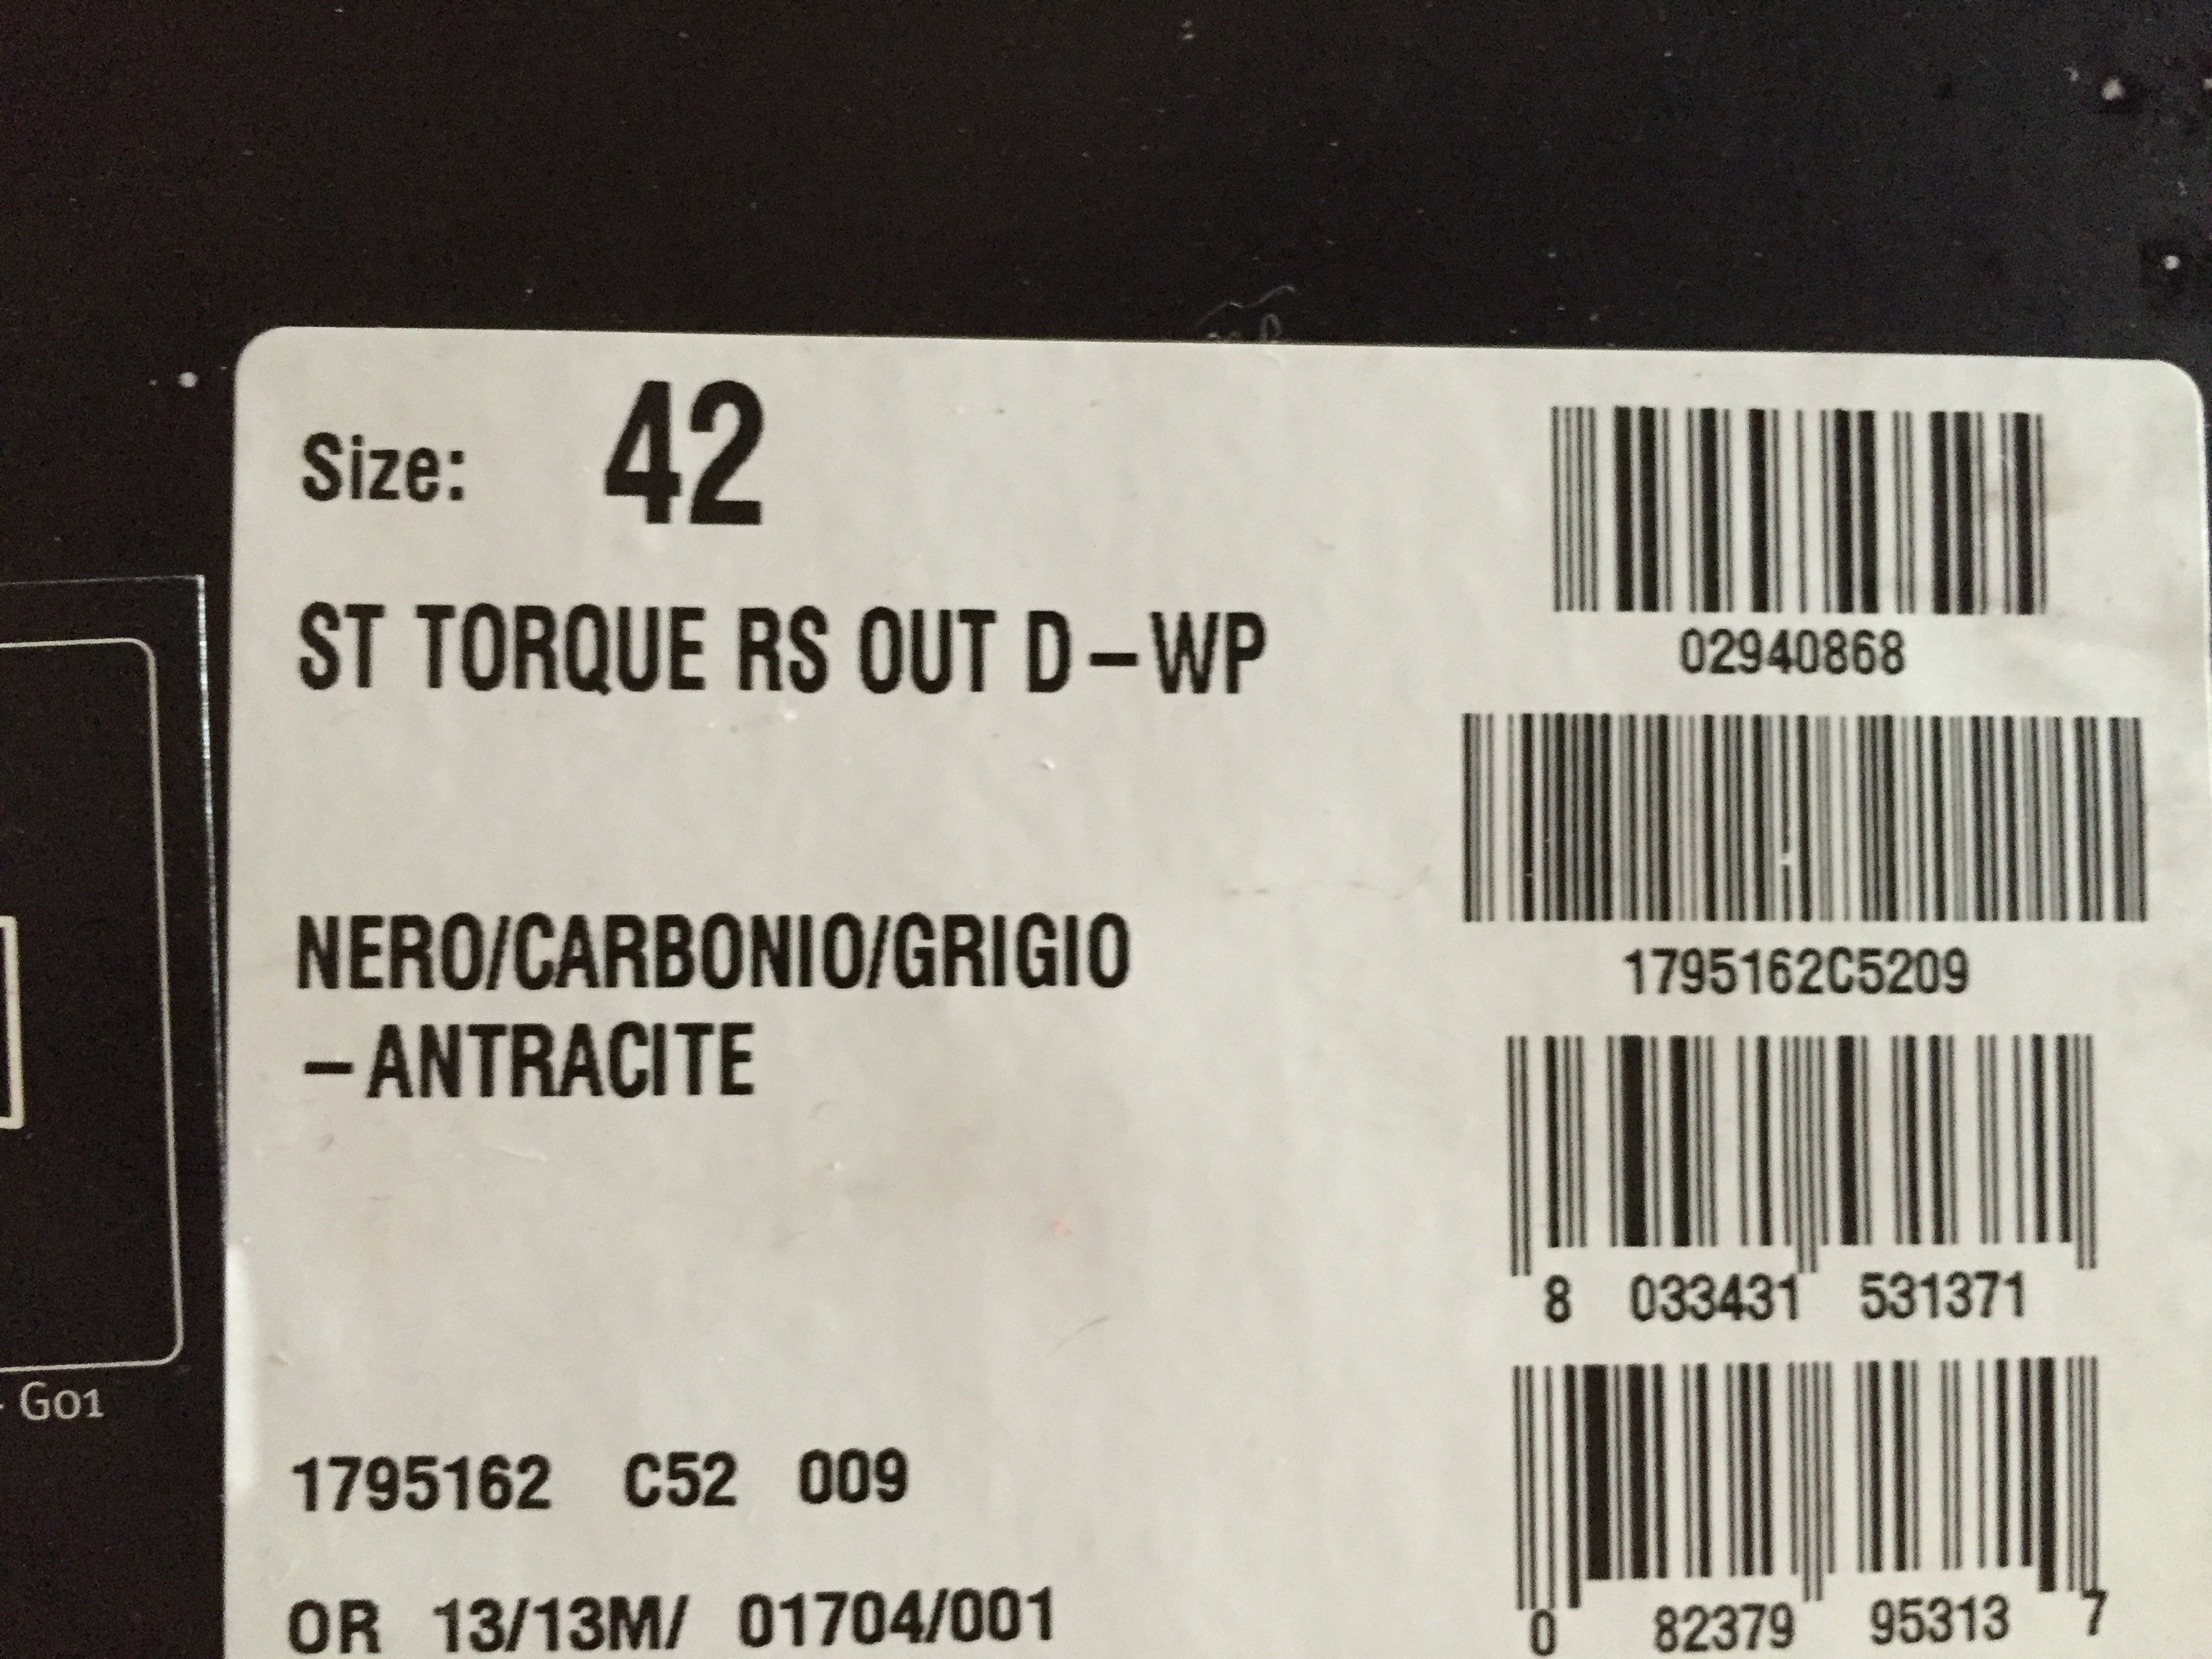 Size: 42
02940868
ST TORQUE RS OUT D-WP
1795162C5209
NERO/CARBONIO/GRIGIO
-ANTRACITE
8 033431 531371
G01
1795162 C52 009
OR 13/13M/ 01704/001
0 82379 95313 7